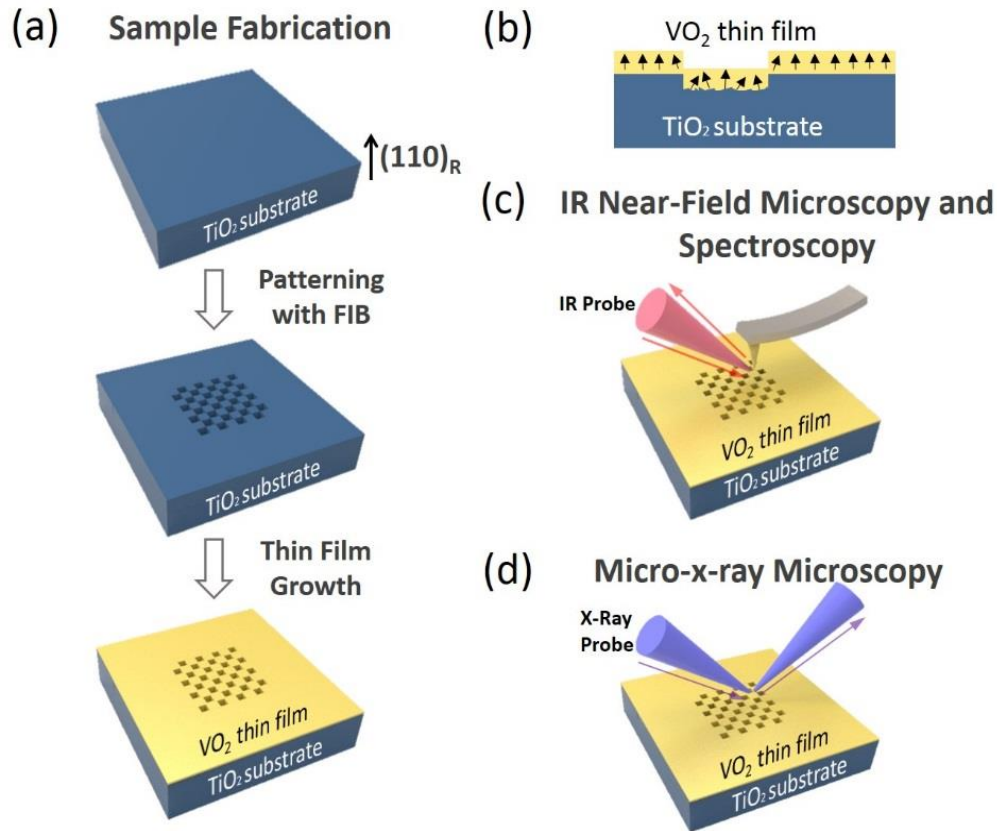 (a) Sample Fabrication
(110)R
TiO2 substrate
Patterning
with FIB
TiO2 substrate
Thin Film
Growth
VO2 thin film
TiO2 substrate
(b)
VO2 thin film
TiO2 substrate
(c) IR Near-Field Microscopy and
Spectroscopy
IR Probe
VO2 thin film
TiO2 substrate
(d) Micro-x-ray Microscopy
X-Ray
Probe
VO2 thin film
TiO2 substrate